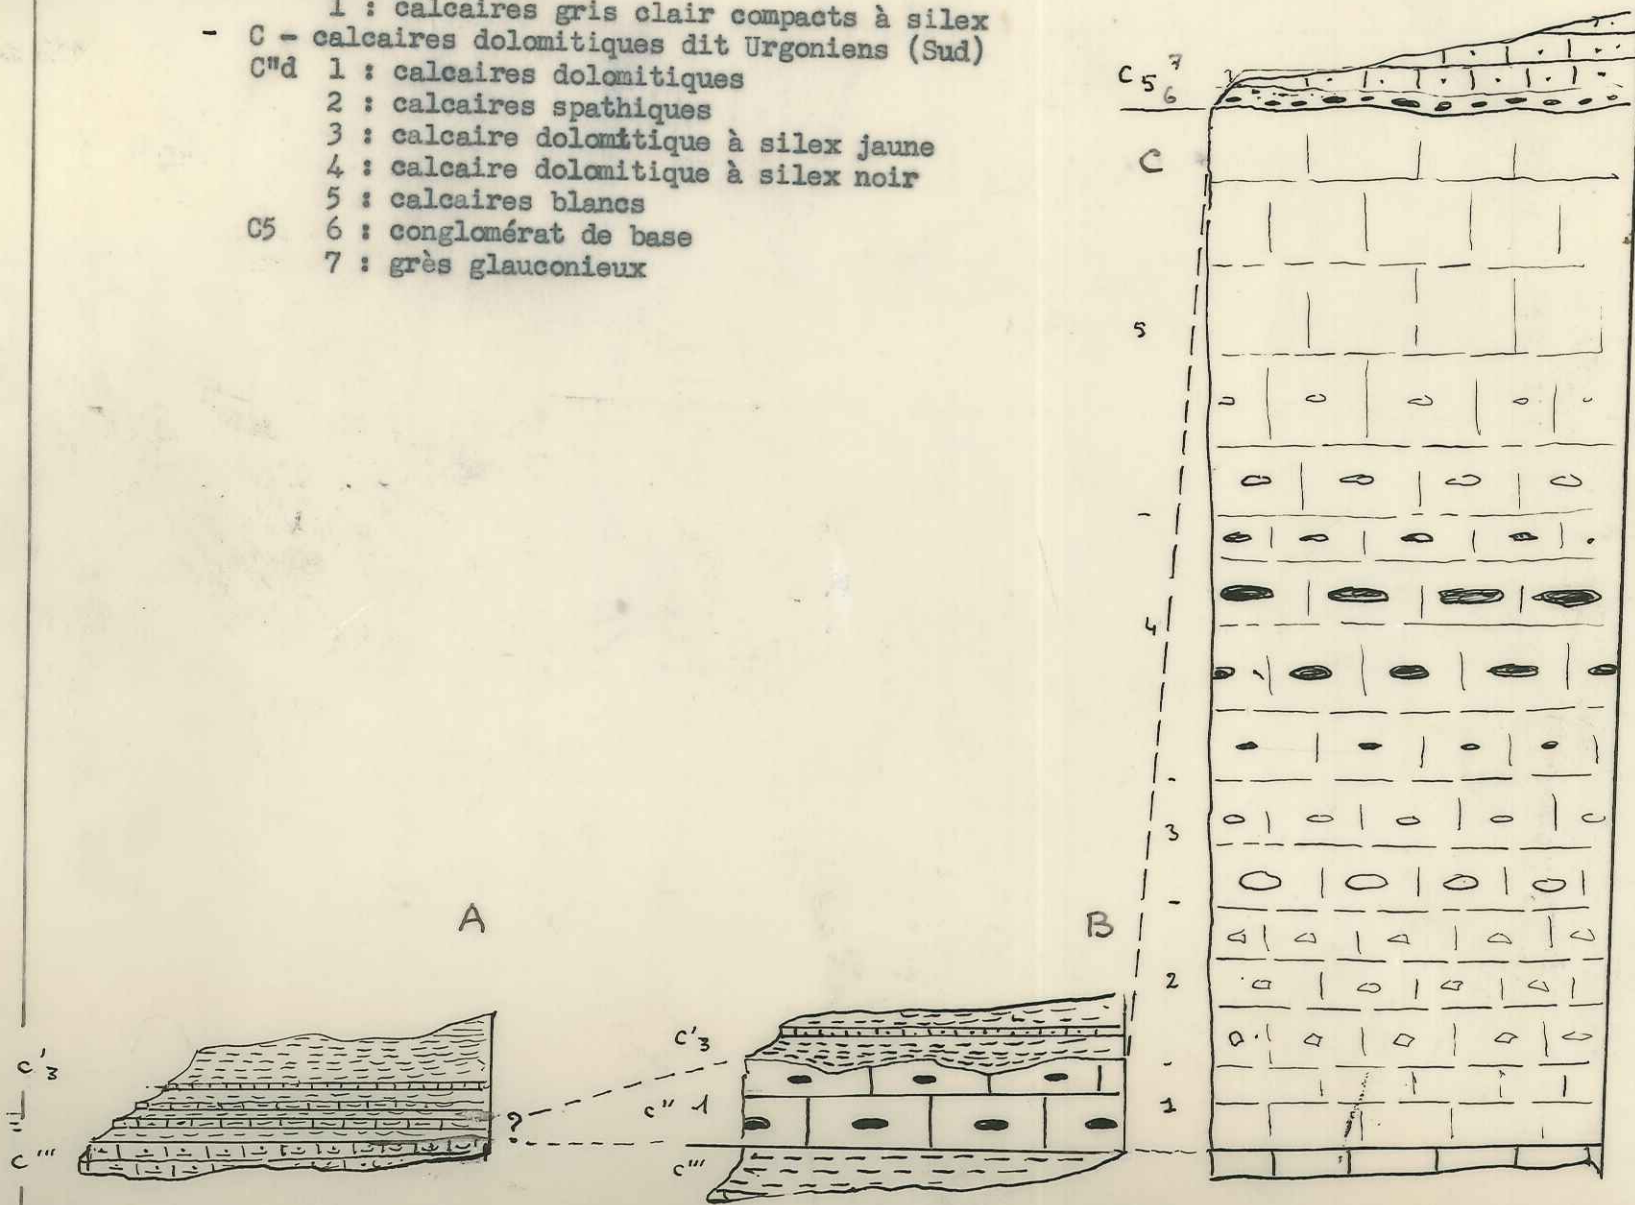 1 : calcaires gris clair compacts à silex
- C - calcaires dolomitiques dit Urgoniens (Sud)
C"d 1 : calcaires dolomitiques
2 : calcaires spathiques
3 : calcaire dolomitique à silex jaune
4 : calcaire dolomitique à silex noir
5 : calcaires blancs
C5 6 : conglomérat de base
7 : grès glauconieux
C5 7
6
C
5
4
3
A
B
2
c'3
c'3
c" 1
1
?
c'''
c'''